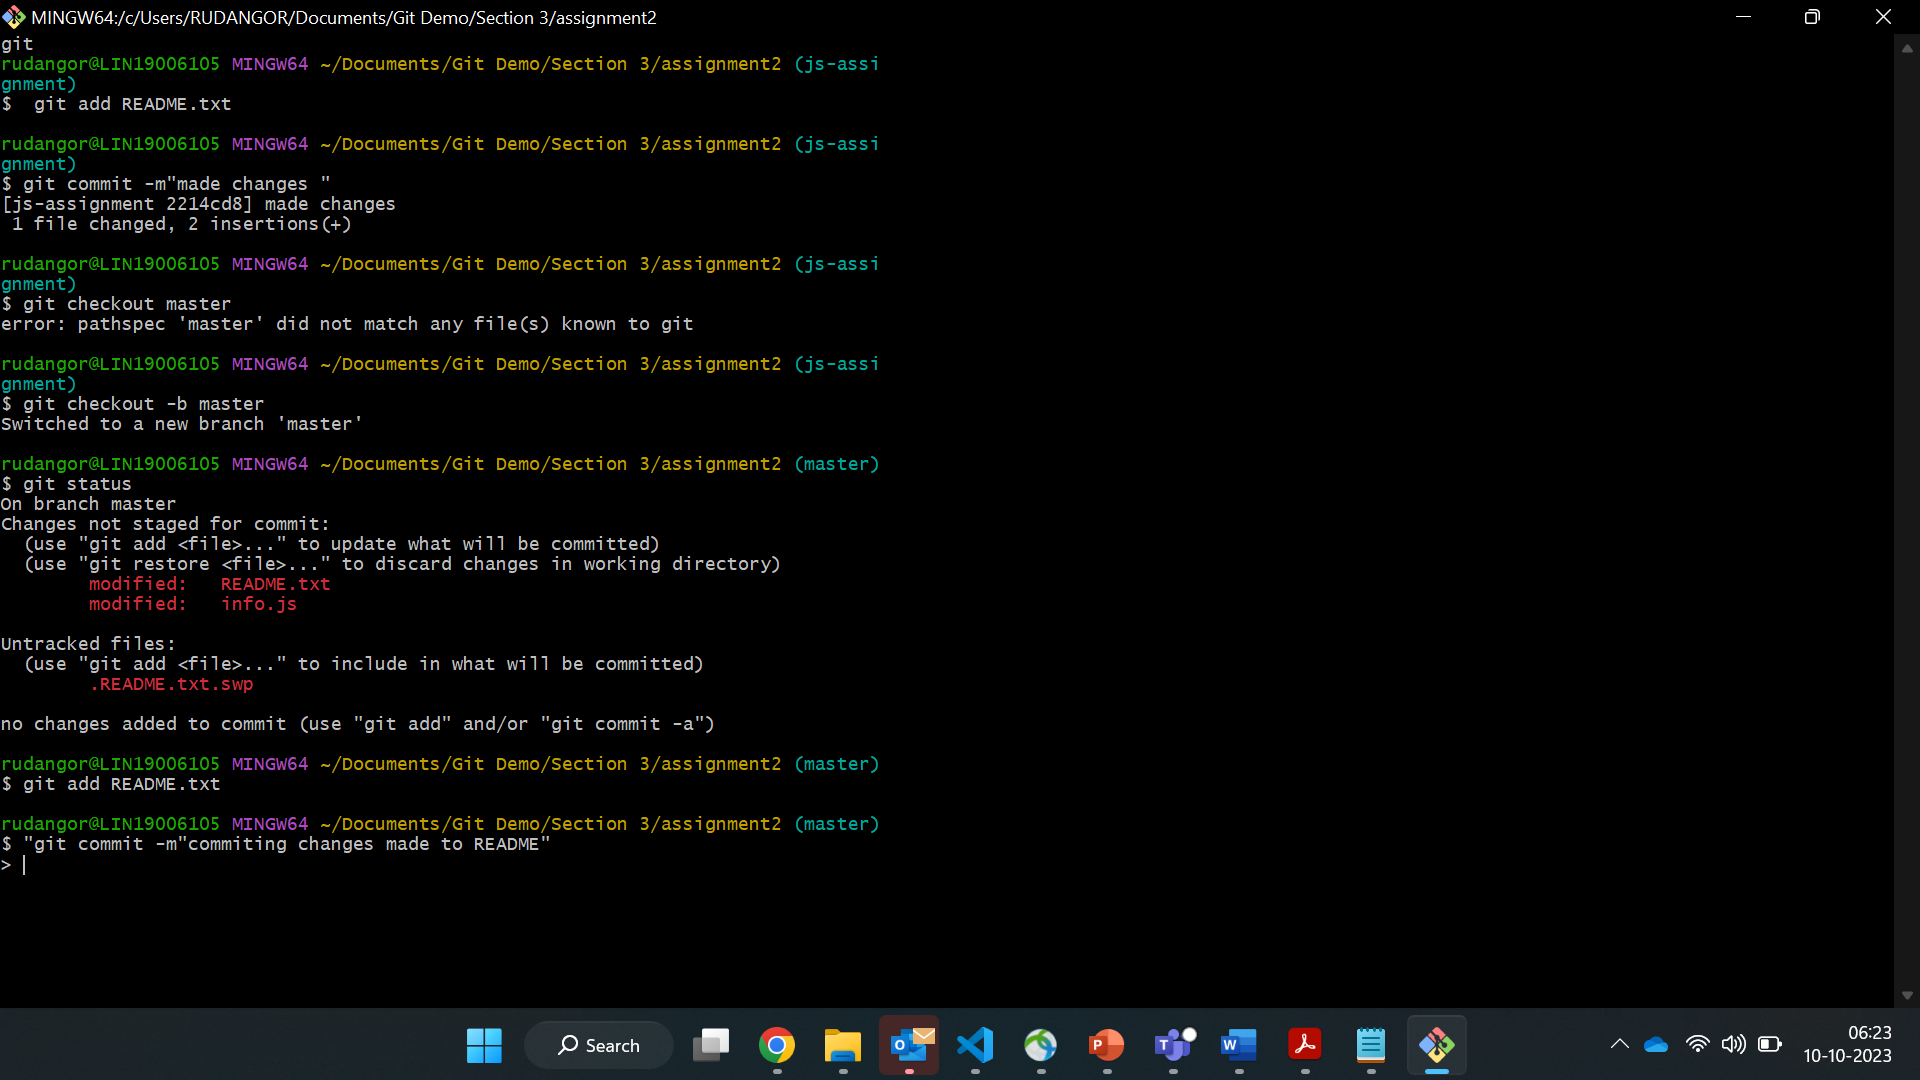 MINGW64:/c/Users/RUDANGOR/Documents/Git Demo/Section 3/assignment2
git
rudangor@LIN19006105 MINGW64 ~/Documents/Git Demo/Section 3/assignment2 (js-assi
gnment)
$  git add README.txt
rudangor@LIN19006105 MINGW64 ~/Documents/Git Demo/Section 3/assignment2 (js-assi
gnment)
$ git commit -m"made changes "
[js-assignment 2214cd8] made changes
 1 file changed, 2 insertions(+)
rudangor@LIN19006105 MINGW64 ~/Documents/Git Demo/Section 3/assignment2 (js-assi
gnment)
$ git checkout master
error: pathspec 'master' did not match any file(s) known to git
rudangor@LIN19006105 MINGW64 ~/Documents/Git Demo/Section 3/assignment2 (js-assi
gnment)
$ git checkout -b master
Switched to a new branch 'master'
rudangor@LIN19006105 MINGW64 ~/Documents/Git Demo/Section 3/assignment2 (master)
$ git status
On branch master
Changes not staged for commit:
  (use "git add <file>..." to update what will be committed)
  (use "git restore <file>..." to discard changes in working directory)
        modified:   README.txt
        modified:   info.js
Untracked files:
  (use "git add <file>..." to include in what will be committed)
        .README.txt.swp
no changes added to commit (use "git add" and/or "git commit -a")
rudangor@LIN19006105 MINGW64 ~/Documents/Git Demo/Section 3/assignment2 (master)
$ git add README.txt
rudangor@LIN19006105 MINGW64 ~/Documents/Git Demo/Section 3/assignment2 (master)
$ "git commit -m"commiting changes made to README"
>
Search
06:23
10-10-2023